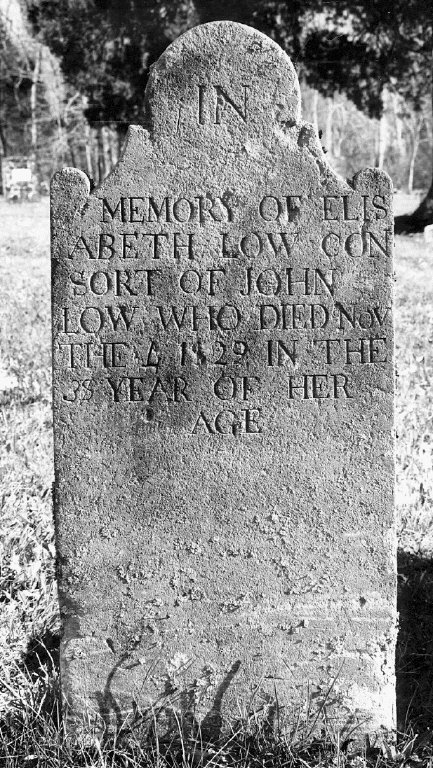 IN
MEMORY OF ELIS
ABETH LOW CON
SORT OF JOHN
LOW WHO DIED NOV
THE 1829 IN THE
38 YEAR OF HER
AGE